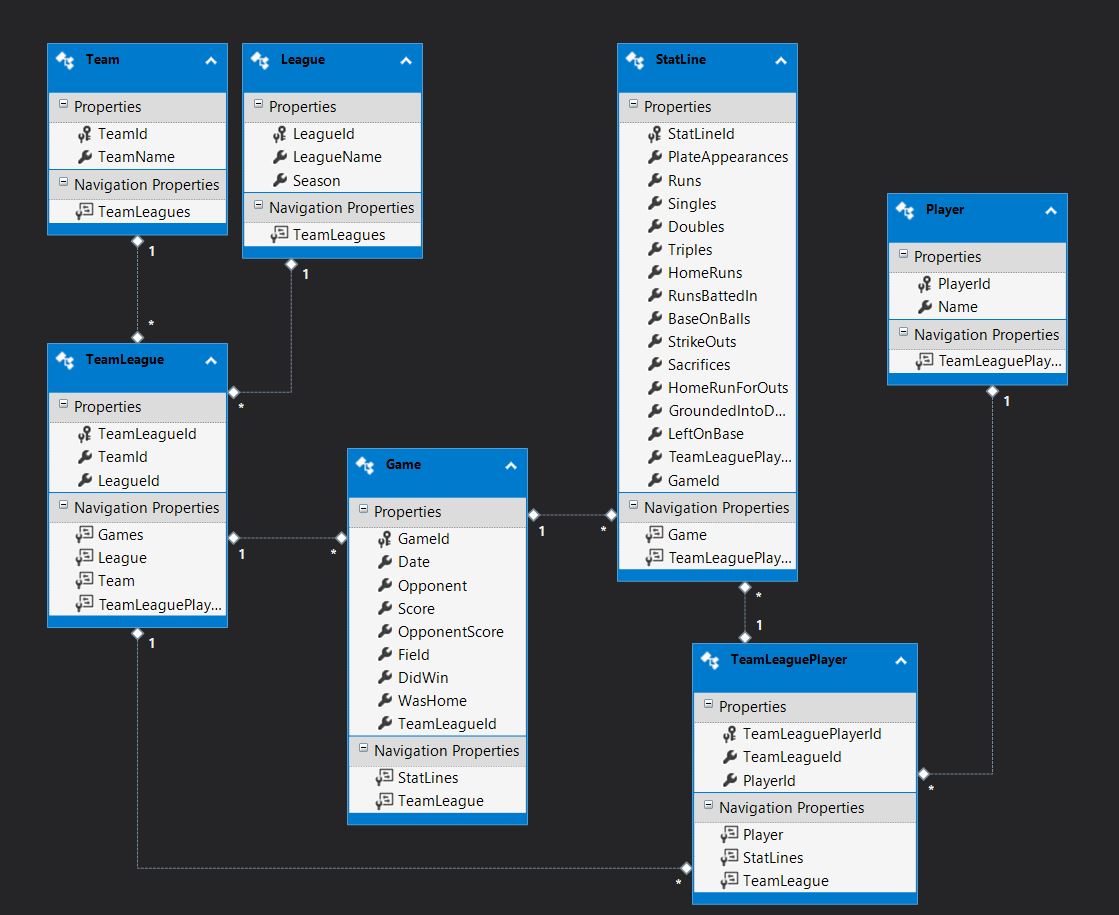 Team
Properties
TeamId
TeamName
Navigation Properties
TeamLeagues
1
*
League
Properties
LeagueId
LeagueName
Season
Navigation Properties
TeamLeagues
1
*
TeamLeague
Properties
TeamLeagueId
TeamId
LeagueId
Navigation Properties
Games
League
Team
TeamLeaguePlay...
1
*
1
*
Game
Properties
GameId
Date
Opponent
Score
OpponentScore
Field
DidWin
WasHome
TeamLeagueId
Navigation Properties
StatLines
TeamLeague
1
*
StatLine
Properties
StatLineId
PlateAppearances
Runs
Singles
Doubles
Triples
HomeRuns
RunsBattedIn
BaseOnBalls
StrikeOuts
Sacrifices
HomeRunForOuts
GroundedIntoD...
LeftOnBase
TeamLeaguePlay...
GameId
Navigation Properties
Game
TeamLeaguePlay...
*
1
Player
Properties
PlayerId
Name
Navigation Properties
TeamLeaguePlay...
1
*
TeamLeaguePlayer
Properties
TeamLeaguePlayerId
TeamLeagueId
PlayerId
Navigation Properties
Player
StatLines
TeamLeague